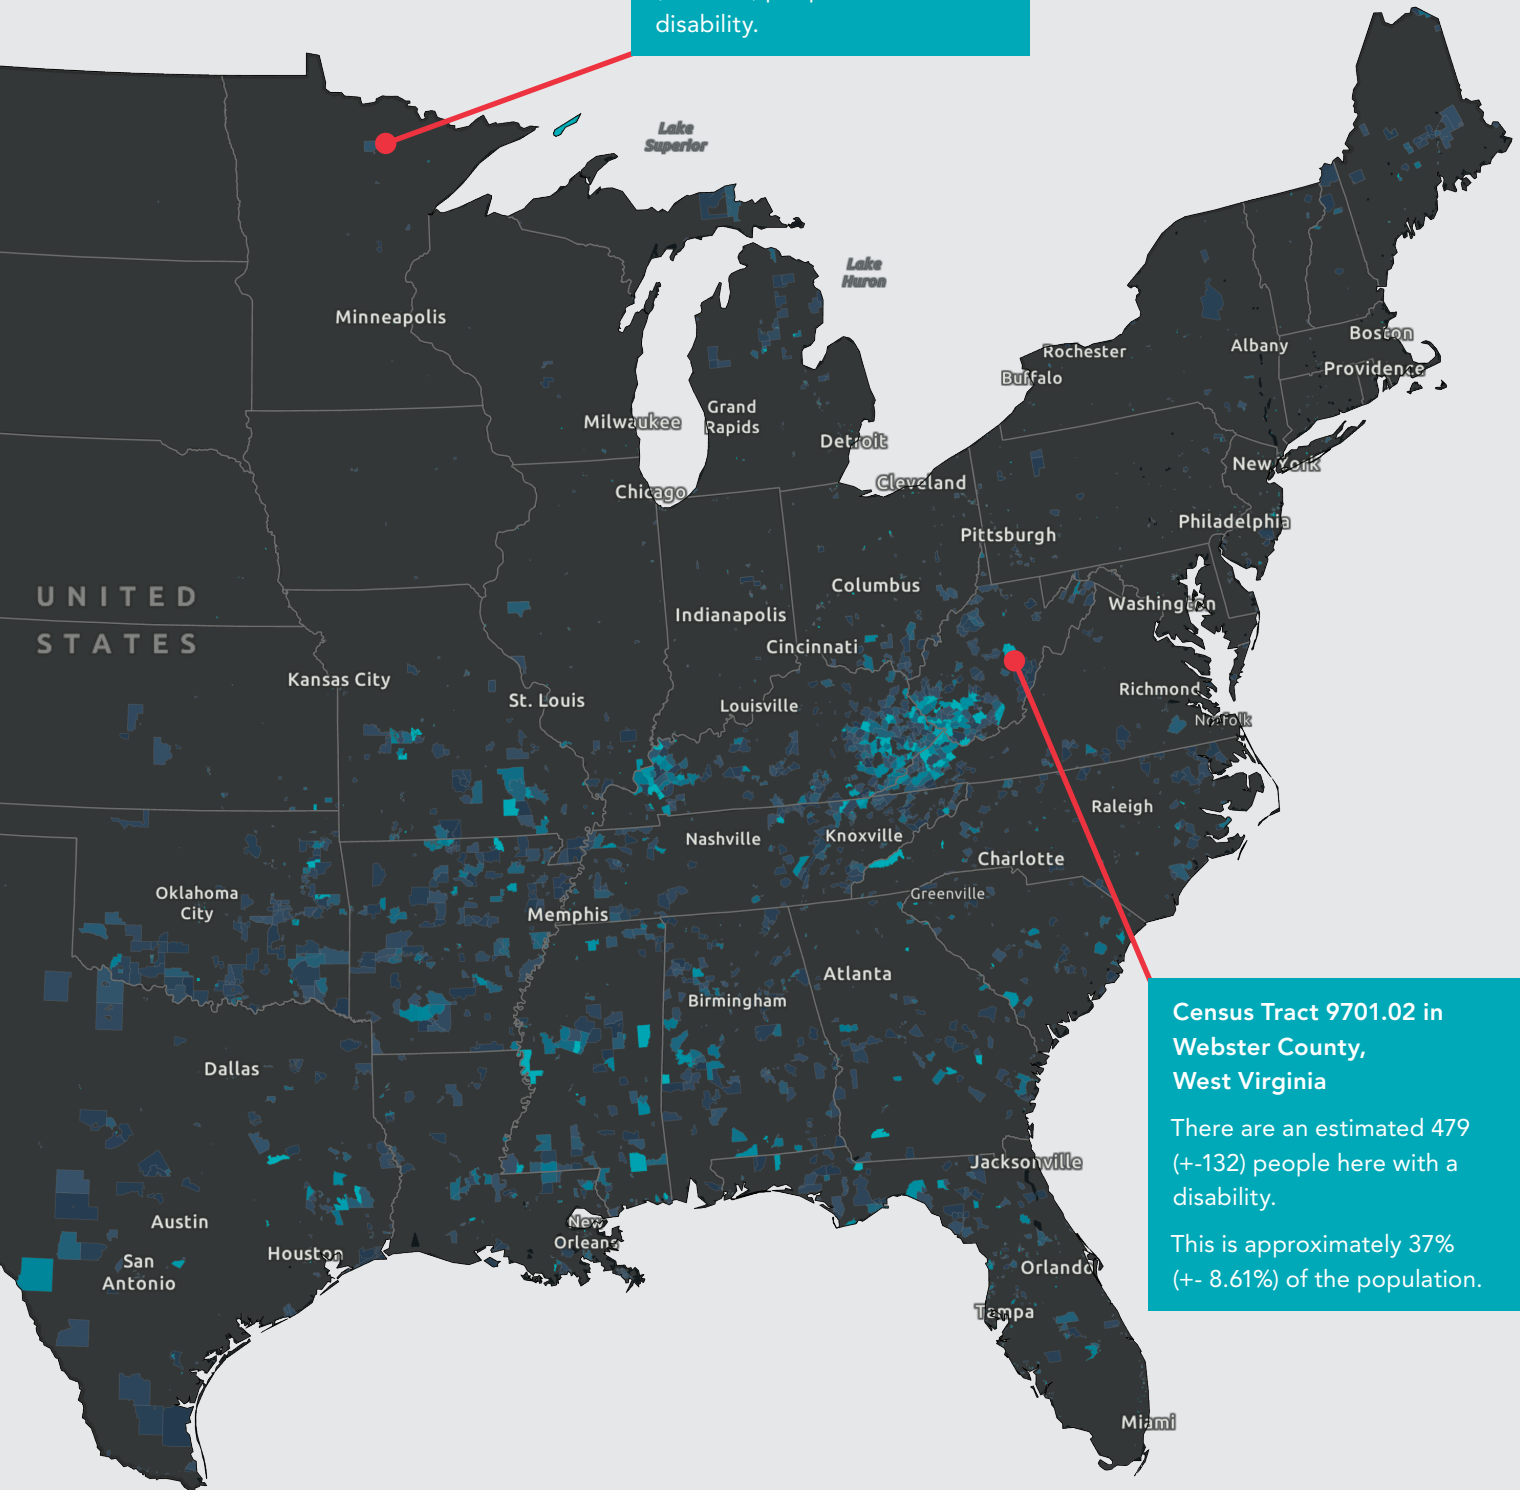 disability.
Lake
Superior
Lake
Huron
Minneapolis
Boston
Albany
Rochester
Providence
Buffalo
Grand
Rapids
Milwaukee
Detroit
New York
Cleveland
Chicago
Philadelphia
Pittsburgh
Columbus
UNITED
STATES
Washington
Indianapolis
Cincinnati
Kansas City
Richmond
St. Louis
Louisville
Norfolk
Raleigh
Nashville
Knoxville
Charlotte
Oklahoma
City
Greenville
Memphis
Atlanta
Birmingham
Dallas
Census Tract 9701.02 in
Webster County,
West Virginia
There are an estimated 479
(+-132) people here with a
disability.
This is approximately 37%
(+- 8.61%) of the population.
Jacksonville
Austin
New
Orleans
Houston
San
Antonio
Orlando
Tampa
Miami